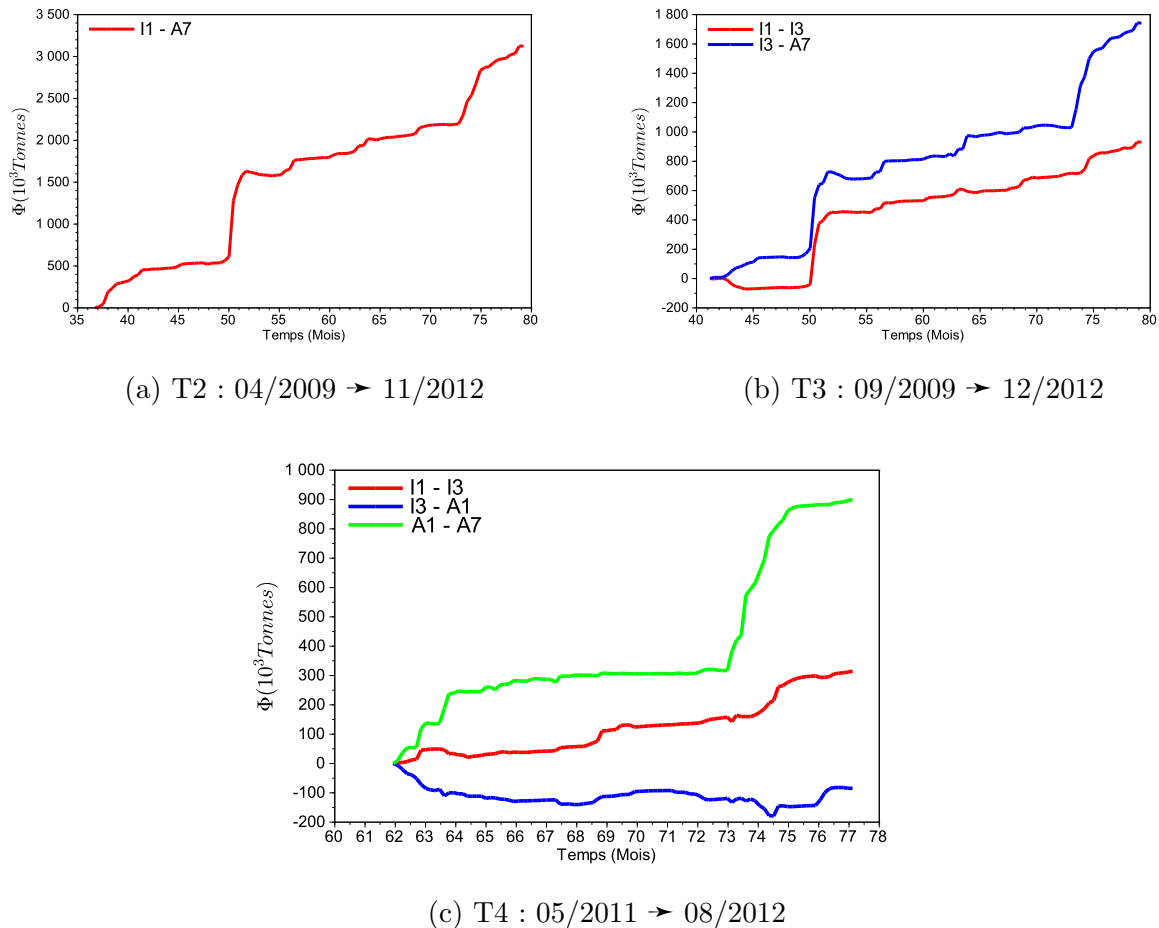 I1 - A7
3 500
3 000
2 500
2 000
1 500
1 000
500
0
Φ(10³Tonnes)
35 40 45 50 55 60 65 70 75 80
Temps (Mois)
(a) T2 : 04/2009 ➛ 11/2012
I1 - I3
I3 - A7
1 800
1 600
1 400
1 200
1 000
800
600
400
200
0
-200
Φ(10³Tonnes)
40 45 50 55 60 65 70 75 80
Temps (Mois)
(b) T3 : 09/2009 ➛ 12/2012
I1 - I3
I3 - A1
A1 - A7
1 000
900
800
700
600
500
400
300
200
100
0
-100
-200
Φ(10³Tonnes)
60 61 62 63 64 65 66 67 68 69 70 71 72 73 74 75 76 77 78
Temps (Mois)
(c) T4 : 05/2011 ➛ 08/2012